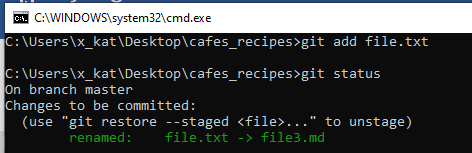 C:\WINDOWS\system32\cmd.exe
C:\Users\x_kat\Desktop\cafes_recipes>git add file.txt
C:\Users\x_kat\Desktop\cafes_recipes>git status
On branch master
Changes to be committed:
  (use "git restore --staged <file>..." to unstage)
        renamed:    file.txt -> file3.md